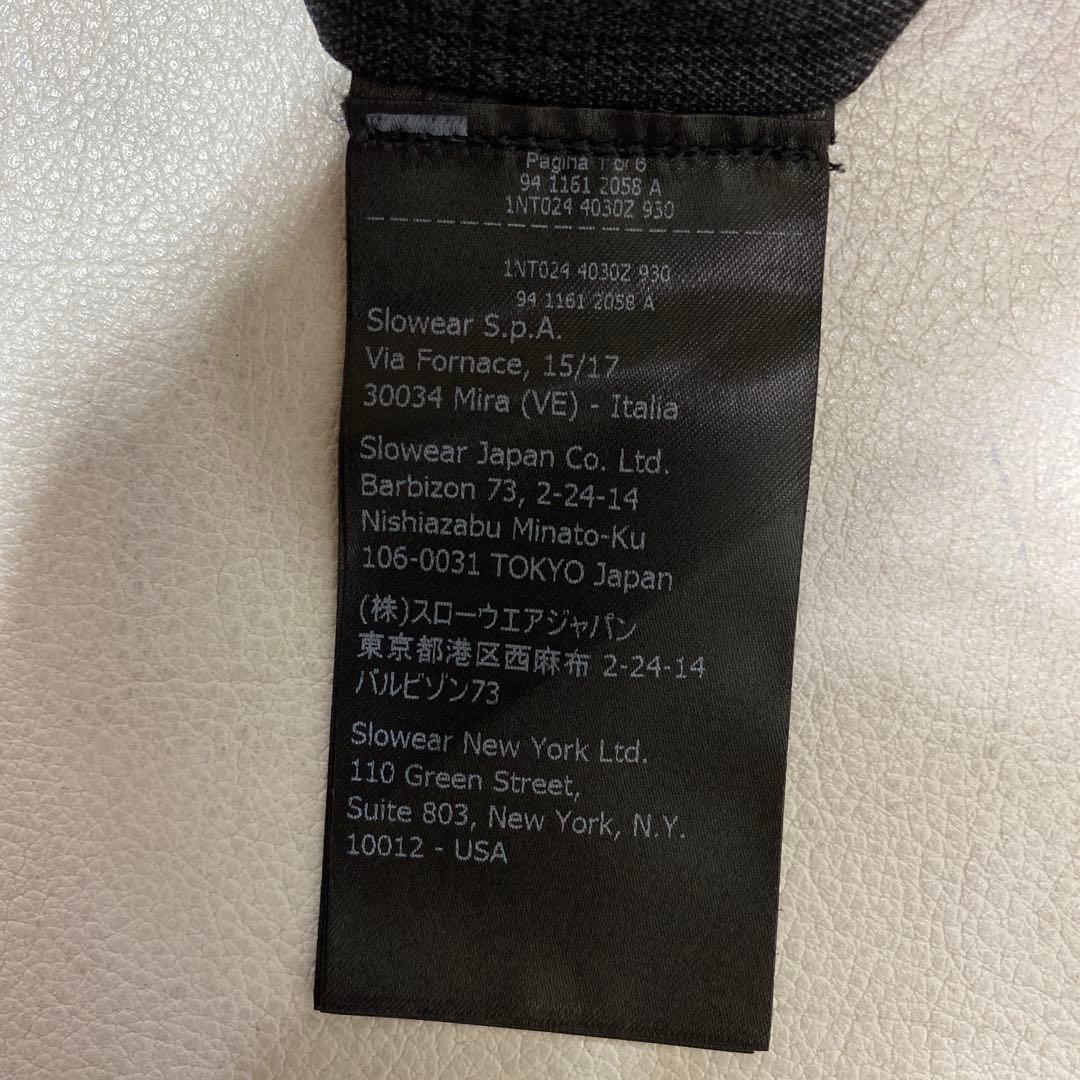 Pagina 1 di 6
94 1161 2058 A
1NT024 4030Z 930
1NT024 4030Z 930
94 1161 2058 A
Slowear S.p.A.
Via Fornace, 15/17
30034 Mira (VE) - Italia
Slowear Japan Co. Ltd.
Barbizon 73, 2-24-14
Nishiazabu Minato-Ku
106-0031 TOKYO Japan
(株)スローウエアジャパン
東京都港区西麻布 2-24-14
バルビゾン73
Slowear New York Ltd.
110 Green Street,
Suite 803, New York, N.Y.
10012 - USA